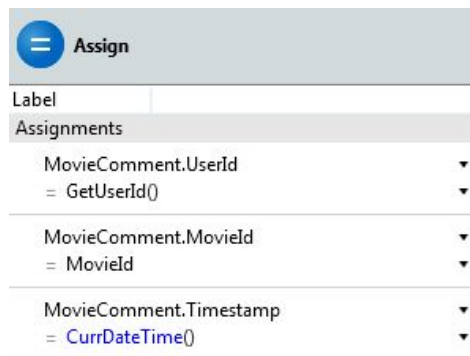 Assign
Label
Assignments
MovieComment.UserId
= GetUserId()
MovieComment.MovieId
= MovieId
MovieComment.Timestamp
= CurrDateTime()